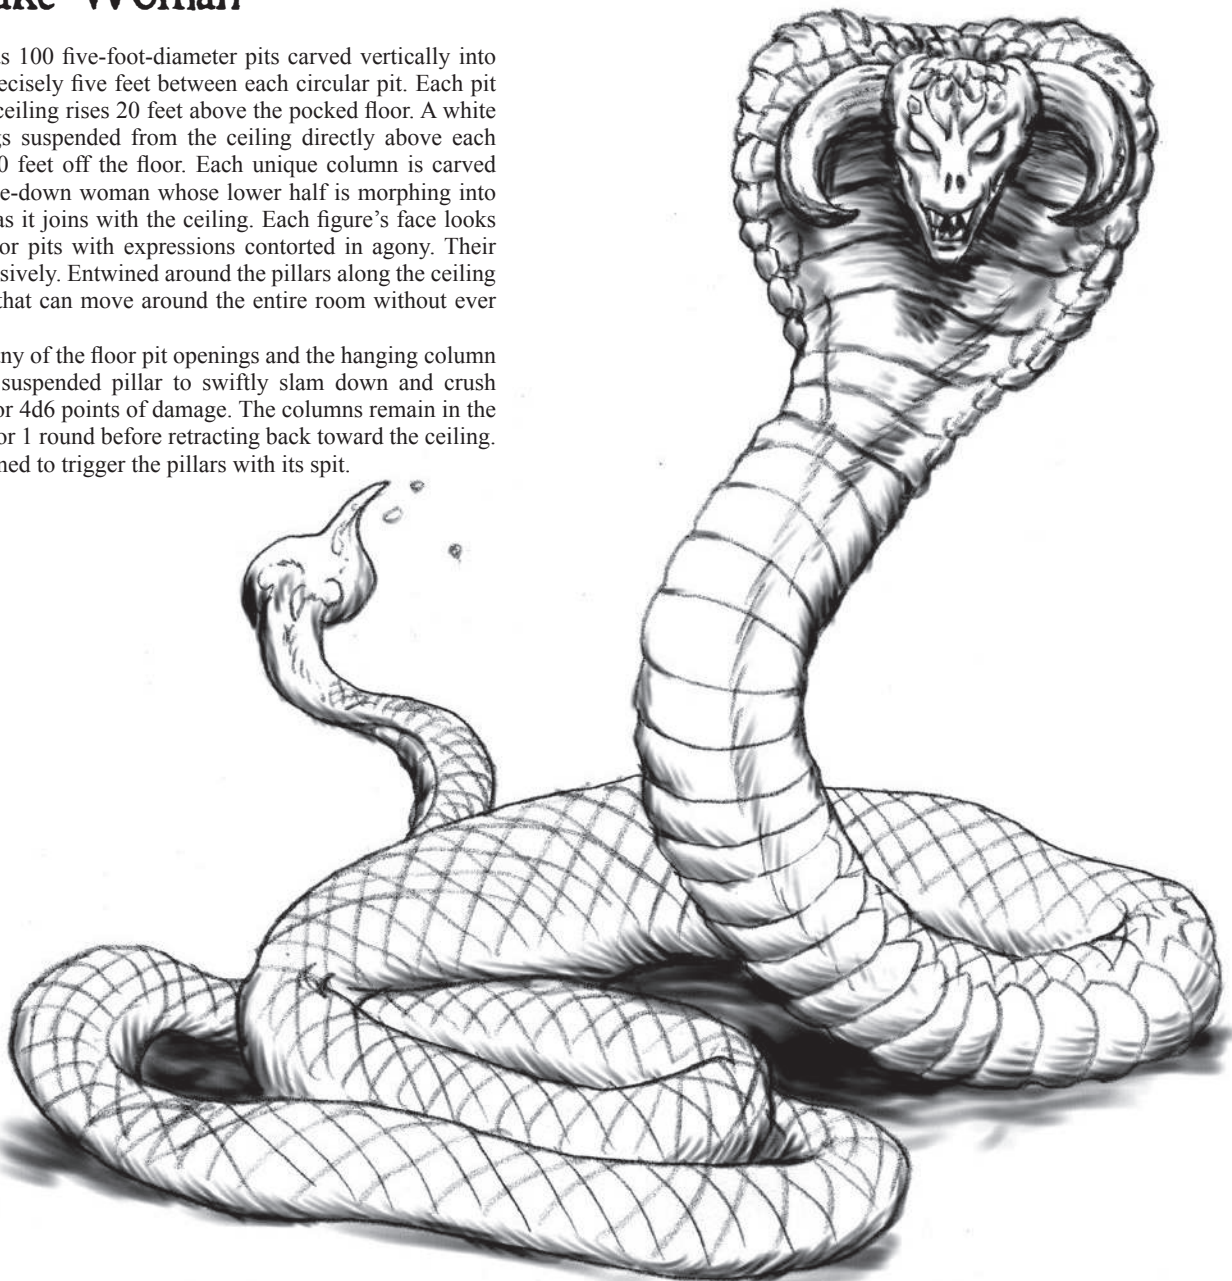 Woman
s 100 five-foot-diameter pits carved vertically into
ecisely five feet between each circular pit. Each pit
ceiling rises 20 feet above the pocked floor. A white
gs suspended from the ceiling directly above each
0 feet off the floor. Each unique column is carved
e-down woman whose lower half is morphing into
as it joins with the ceiling. Each figure’s face looks
or pits with expressions contorted in agony. Their
sively. Entwined around the pillars along the ceiling
that can move around the entire room without ever
ny of the floor pit openings and the hanging column
suspended pillar to swiftly slam down and crush
or 4d6 points of damage. The columns remain in the
or 1 round before retracting back toward the ceiling.
ned to trigger the pillars with its spit.